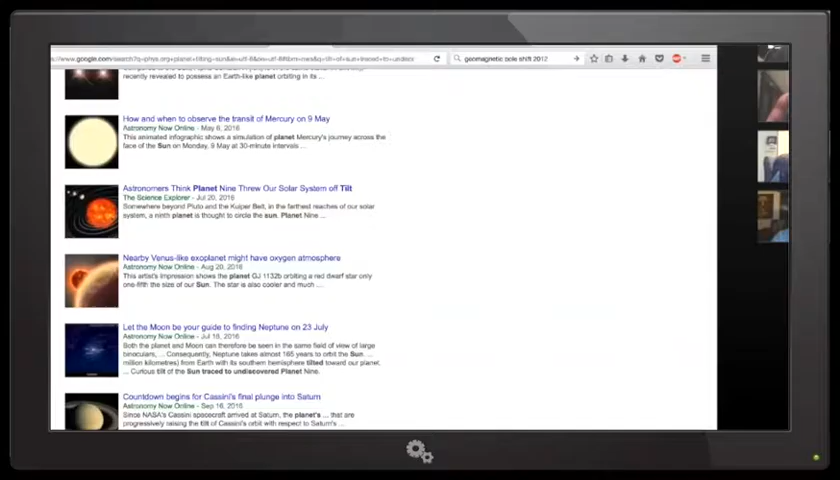 geomagnetic pole shift 2012
recently revealed to possess an Earth-like planet orbiting in its ...
How and when to observe the transit of Mercury on 9 May
Astronomy Now Online - May 6, 2016
This animated infographic shows a simulation of planet Mercury's journey across the
face of the Sun on Monday, 9 May at 30-minute intervals ...
Astronomers Think Planet Nine Threw Our Solar System off Tilt
The Science Explorer - Jul 20, 2016
Somewhere beyond Pluto and the Kuiper Belt, in the farthest reaches of our solar
system, a ninth planet is thought to circle the sun. Planet Nine ...
Nearby Venus-like exoplanet might have oxygen atmosphere
Astronomy Now Online - Aug 20, 2016
This artist's impression shows the planet GJ 1132b orbiting a red dwarf star only
one-fifth the size of our Sun. The star is also cooler and much ...
Let the Moon be your guide to finding Neptune on 23 July
Astronomy Now Online - Jul 18, 2016
Both the planet and Moon can therefore be seen in the same field of view of large
binoculars, ... Consequently, Neptune takes almost 165 years to orbit the Sun. ...
million kilometres) from Earth with its southern hemisphere tilted toward our planet.
... Curious tilt of the Sun traced to undiscovered Planet Nine.
Countdown begins for Cassini's final plunge into Saturn
Astronomy Now Online - Sep 16, 2016
Since NASA's Cassini spacecraft arrived at Saturn, the planet's ... that are
progressively raising the tilt of Cassini's orbit with respect to Saturn's ...